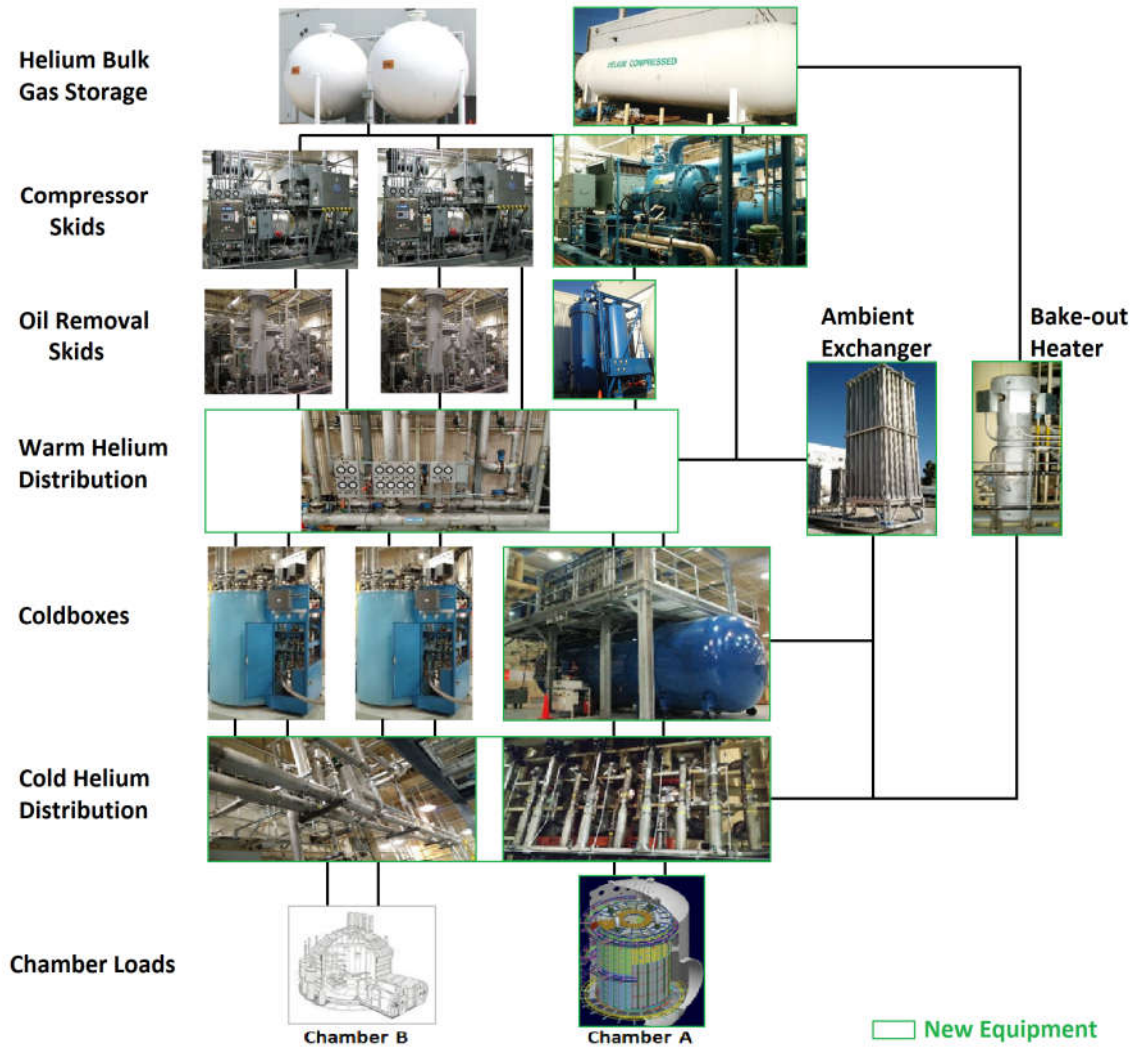 Helium Bulk
Gas Storage
HELIUM COMPRESSED
Compressor
Skids
Oil Removal
Skids
Ambient
Exchanger
Bake-out
Heater
Warm Helium
Distribution
Coldboxes
Cold Helium
Distribution
Chamber Loads
Chamber B
Chamber A
New Equipment